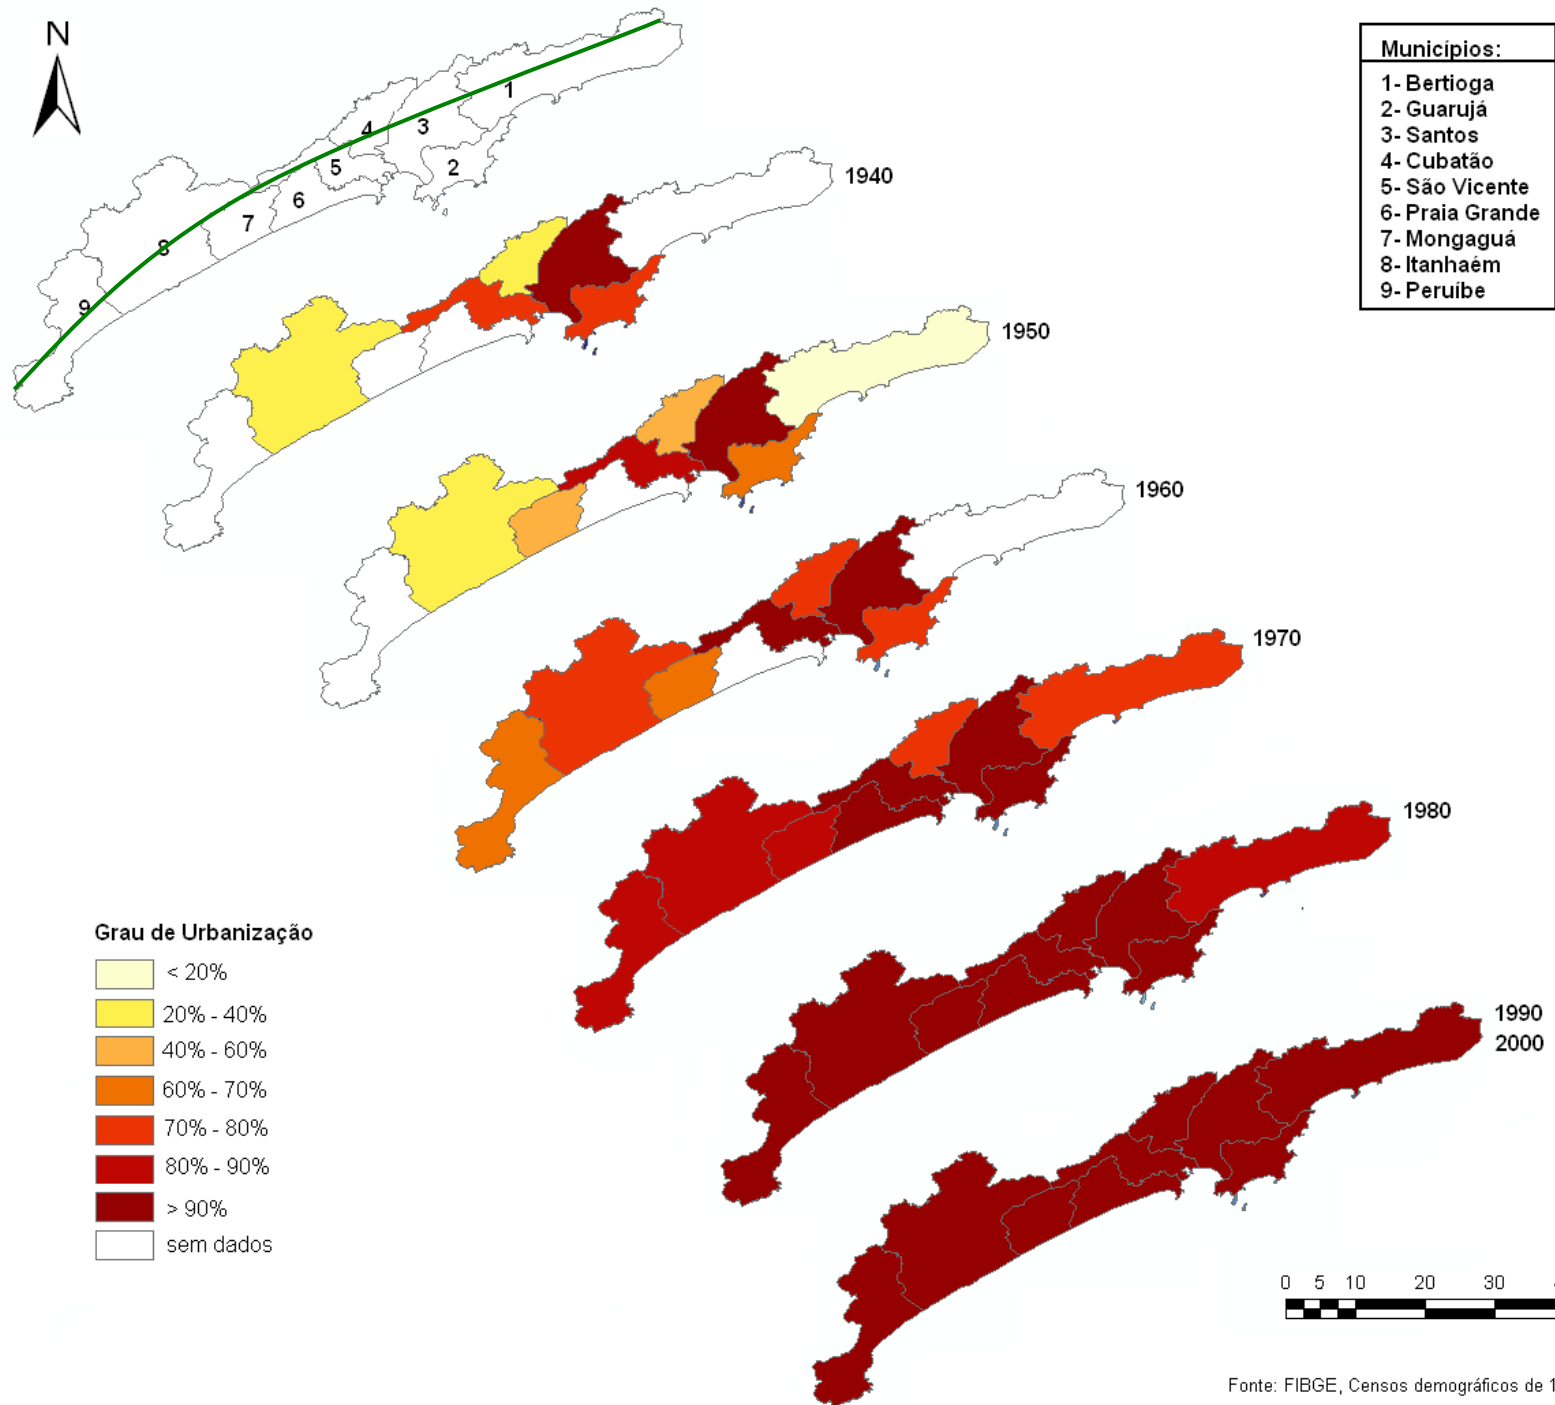 N
Municípios:
1- Bertioga
2- Guarujá
3- Santos
4- Cubatão
5- São Vicente
6- Praia Grande
7- Mongaguá
8- Itanhaém
9- Peruíbe
1
2
3
4
5
6
7
8
9
1940
1950
1960
1970
1980
1990
2000
Grau de Urbanização
< 20%
20% - 40%
40% - 60%
60% - 70%
70% - 80%
80% - 90%
> 90%
sem dados
0 5 10 20 30
Fonte: FIBGE, Censos demográficos de 1